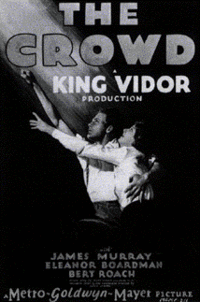 THE
CROWD
A
KING VIDOR
PRODUCTION
with
JAMES MURRAY
ELEANOR BOARDMAN
BERT ROACH
A Metro-Goldwyn-Mayer PICTURE